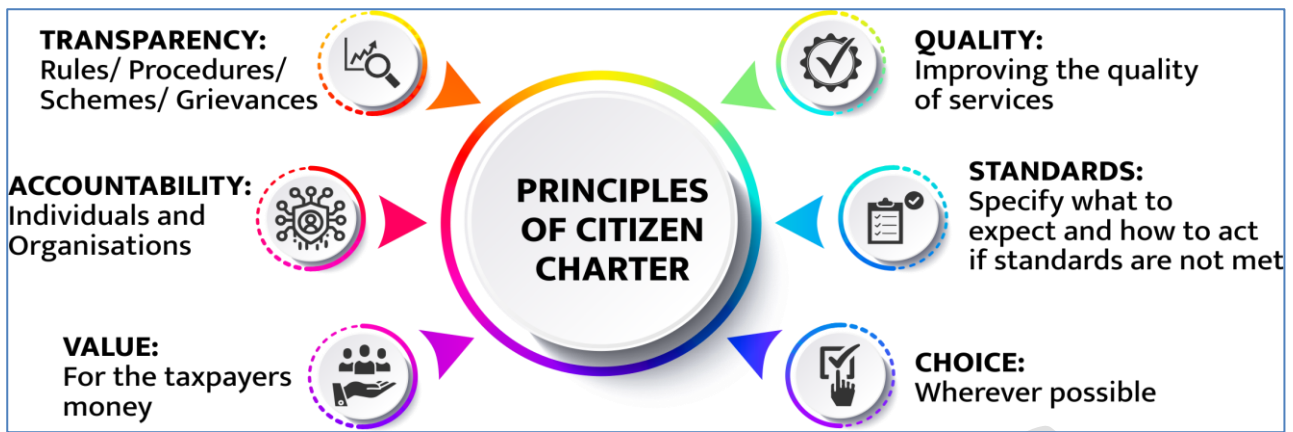 TRANSPARENCY:
Rules/ Procedures/
Schemes/ Grievances
ACCOUNTABILITY:
Individuals and
Organisations
VALUE:
For the taxpayers
money
PRINCIPLES
OF CITIZEN
CHARTER
QUALITY:
Improving the quality
of services
STANDARDS:
Specify what to
expect and how to act
if standards are not met
CHOICE:
Wherever possible